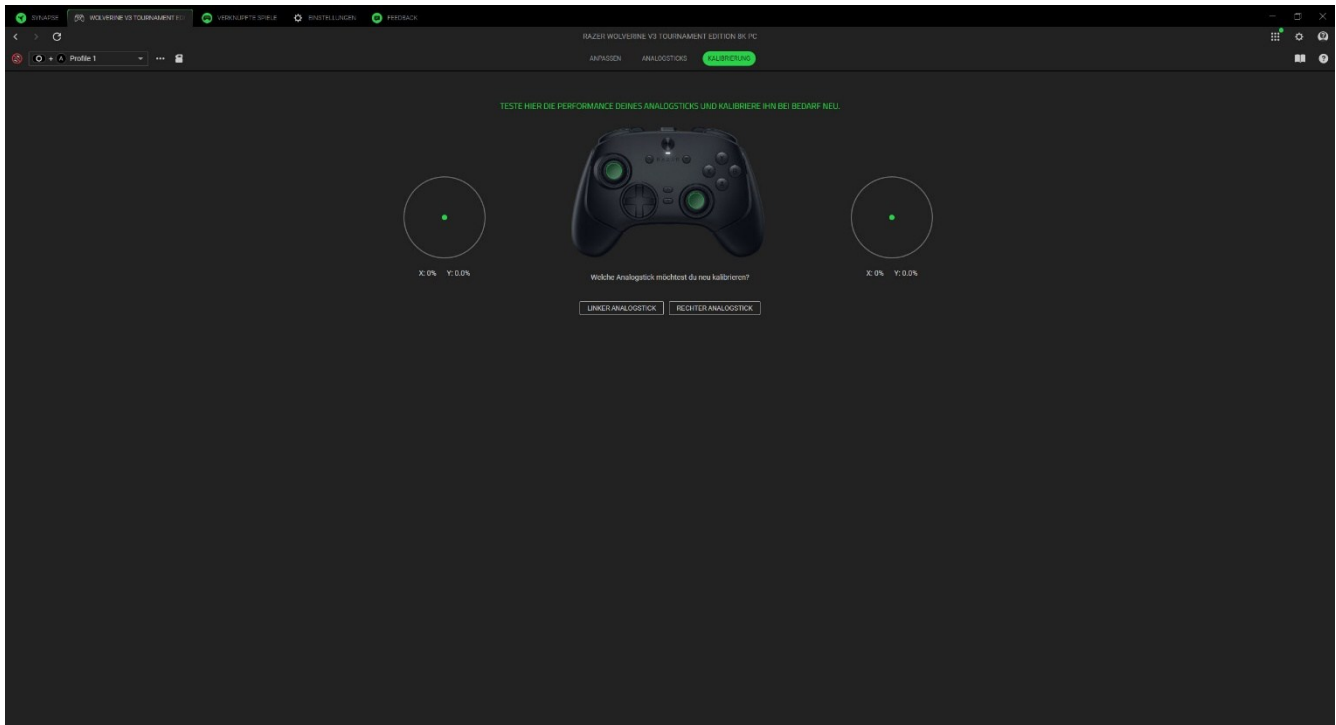 SYNAPSE
WOLVERINE V3 TOURNAMENT EDI
VERKNÜPFTE SPIELE
EINSTELLUNGEN
FEEDBACK
RAZER WOLVERINE V3 TOURNAMENT EDITION 8K PC
+ A Profile 1
ANPASSEN
ANALOGSTICKS
KALIBRIERUNG
TESTE HIER DIE PERFORMANCE DEINES ANALOGSTICKS UND KALIBRIERE IHN BEI BEDARF NEU.
X: 0% Y: 0.0%
Welche Analogstick möchtest du neu kalibrieren?
X: 0% Y: 0.0%
LINKER ANALOGSTICK
RECHTER ANALOGSTICK